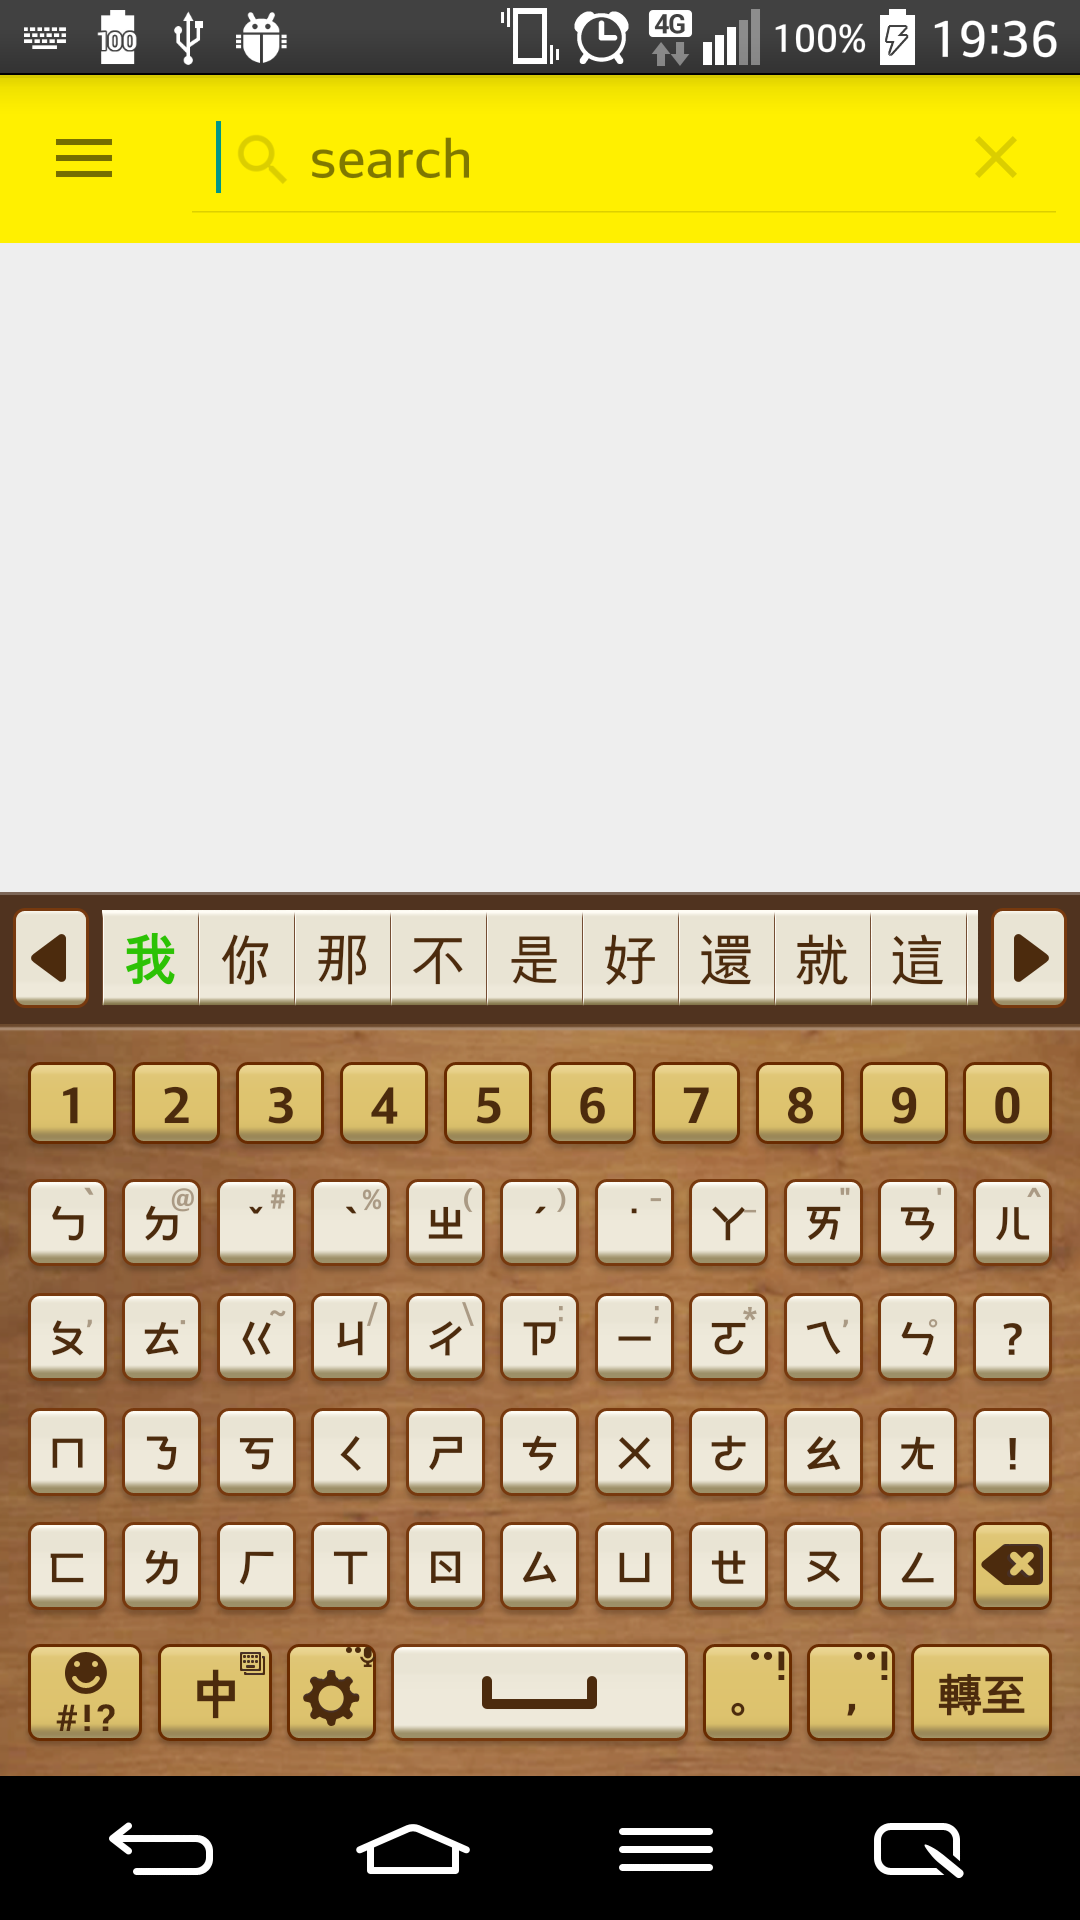 100 4G 100% 19:36
search
我 你 那 不 是 好 還 就 這
1 2 3 4 5 6 7 8 9 0
ㄅ ` ㄉ @ ˇ # ˋ % ㄓ ( ˊ ) ˙ - ㄚ _ ㄞ " ㄢ ' ㄦ ^
ㄆ , ㄊ . ㄍ ~ ㄐ / ㄔ \ ㄗ : ㄧ ; ㄛ * ㄟ , ㄣ ° ?
ㄇ ㄋ ㄎ ㄑ ㄕ ㄘ ㄨ ㄜ ㄠ ㄤ !
ㄈ ㄌ ㄏ ㄒ ㄖ ㄙ ㄩ ㄝ ㄡ ㄥ
#!? 中 。 ! , ! 轉至